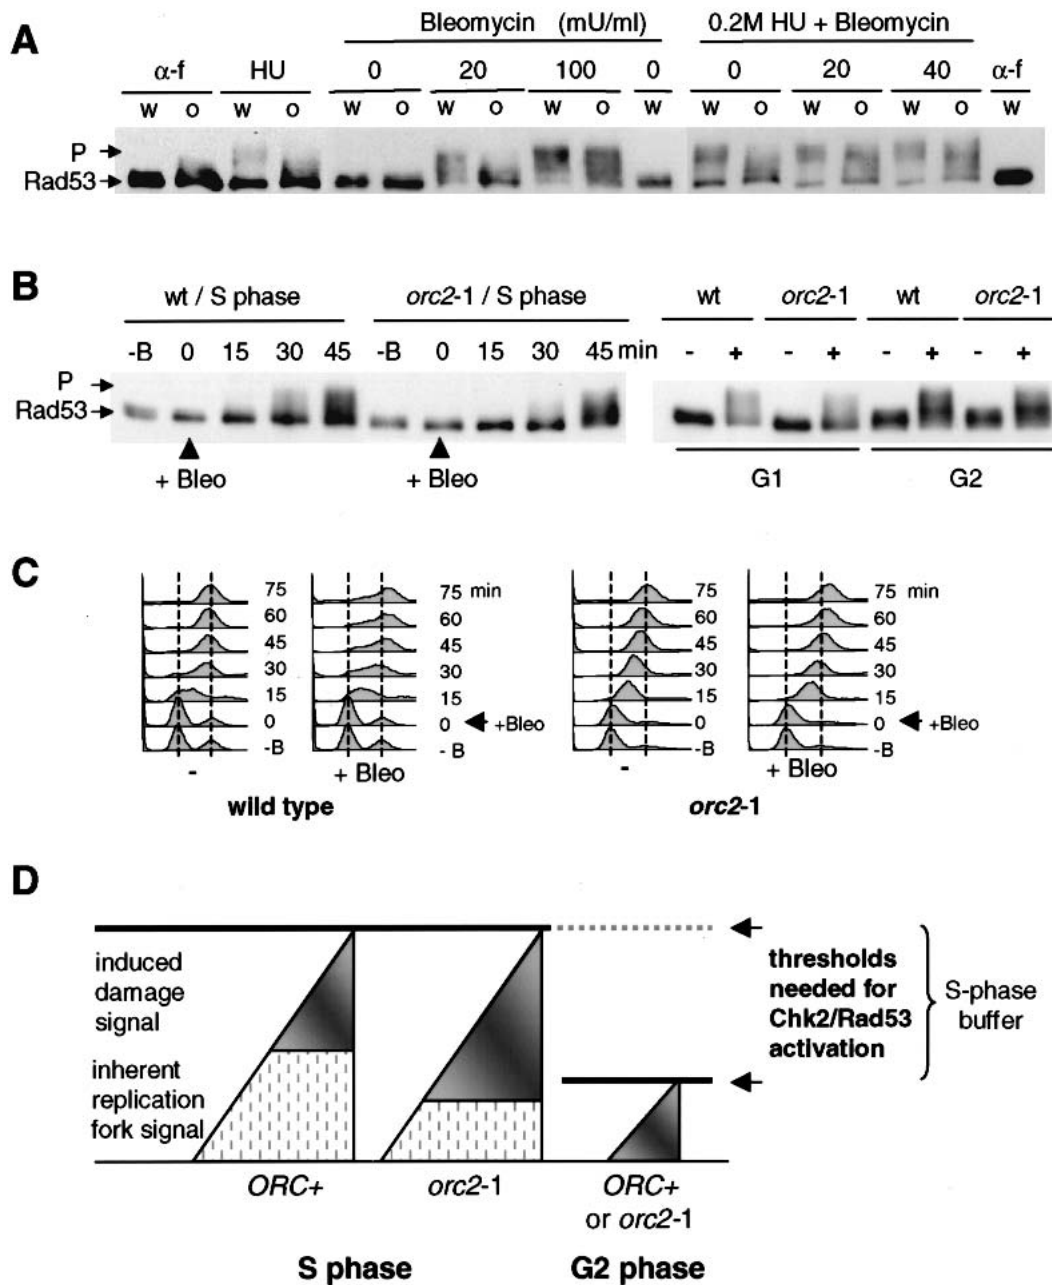 A
Bleomycin (mU/ml)
0.2M HU + Bleomycin
α-f HU 0 20 100 0 0 20 40 α-f
w o w o w o w o w o w w o w o w o w
P
Rad53
B
wt / S phase orc2-1 / S phase wt orc2-1 wt orc2-1
-B 0 15 30 45 -B 0 15 30 45 min - + - + - + - +
P
Rad53
+ Bleo + Bleo G1 G2
C
75 75 min 75 75 min
60 60 60 60
45 45 45 45
30 30 30 30
15 15 15 15
0 0 +Bleo 0 0 +Bleo
-B - B -B -B
- + Bleo - + Bleo
wild type orc2-1
D
induced
damage
signal
inherent
replication
fork signal
thresholds
needed for
Chk2/Rad53
activation
S-phase
buffer
ORC+ orc2-1 ORC+
or orc2-1
S phase G2 phase